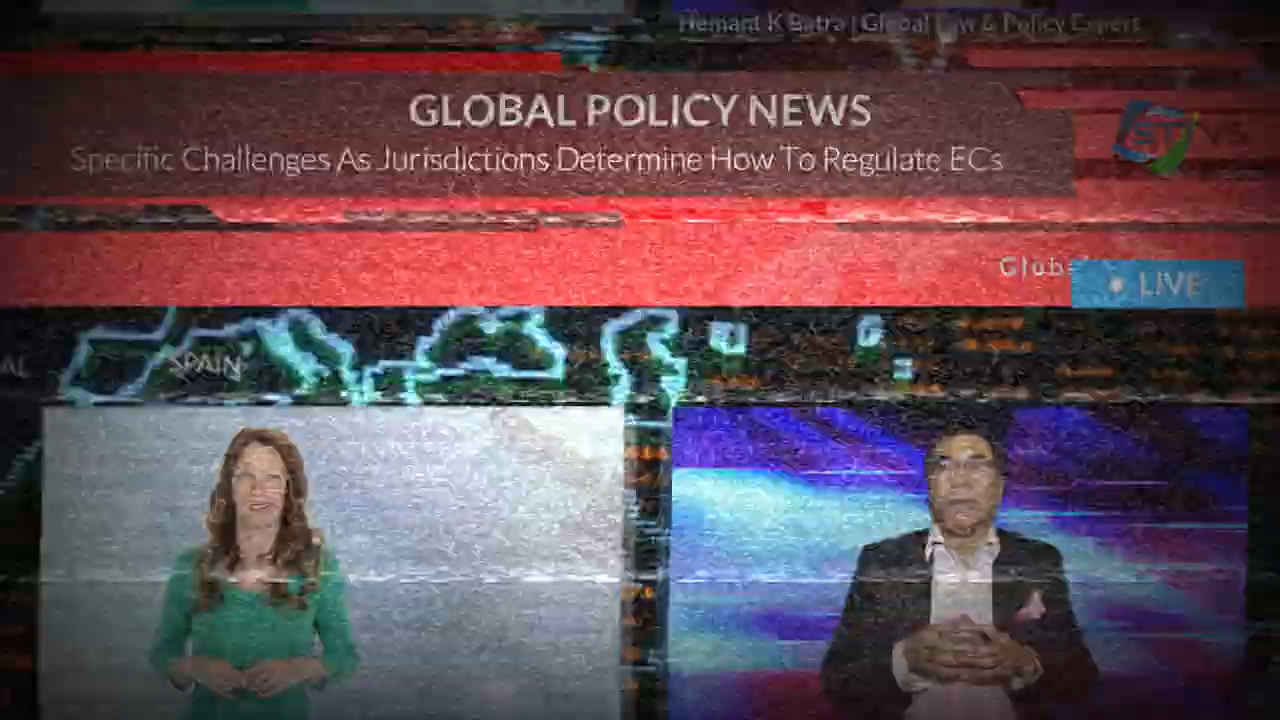 Hemant K Batra | Global Law & Policy Expert
GLOBAL POLICY NEWS
Specific Challenges As Jurisdictions Determine How To Regulate ECs
Globa
LIVE
SPAIN